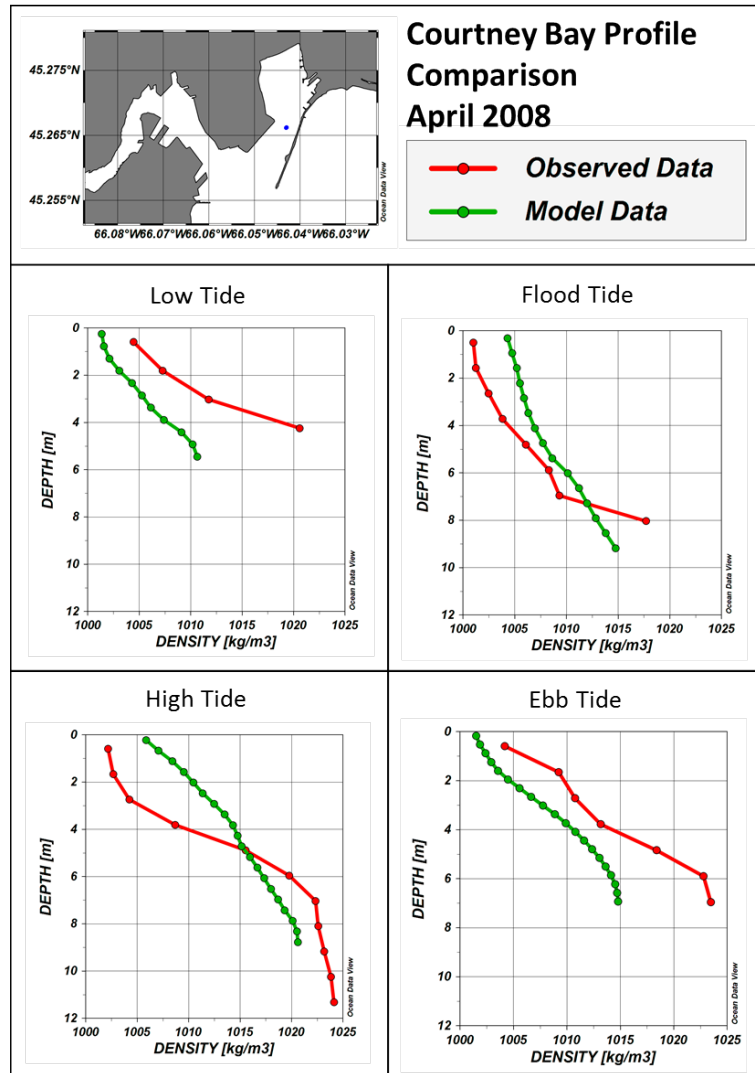 Courtney Bay Profile
Comparison
April 2008
45.275°N
45.265°N
45.255°N
66.08°W 66.07°W 66.06°W 66.05°W 66.04°W 66.03°W
Ocean Data View
Observed Data
Model Data
Low Tide
0
2
4
6
8
10
12
DEPTH [m]
1000 1005 1010 1015 1020 1025
DENSITY [kg/m3]
Ocean Data View
Flood Tide
0
2
4
6
8
10
12
DEPTH [m]
1000 1005 1010 1015 1020 1025
DENSITY [kg/m3]
Ocean Data View
High Tide
0
2
4
6
8
10
12
DEPTH [m]
1000 1005 1010 1015 1020 1025
DENSITY [kg/m3]
Ocean Data View
Ebb Tide
0
2
4
6
8
10
12
DEPTH [m]
1000 1005 1010 1015 1020 1025
DENSITY [kg/m3]
Ocean Data View